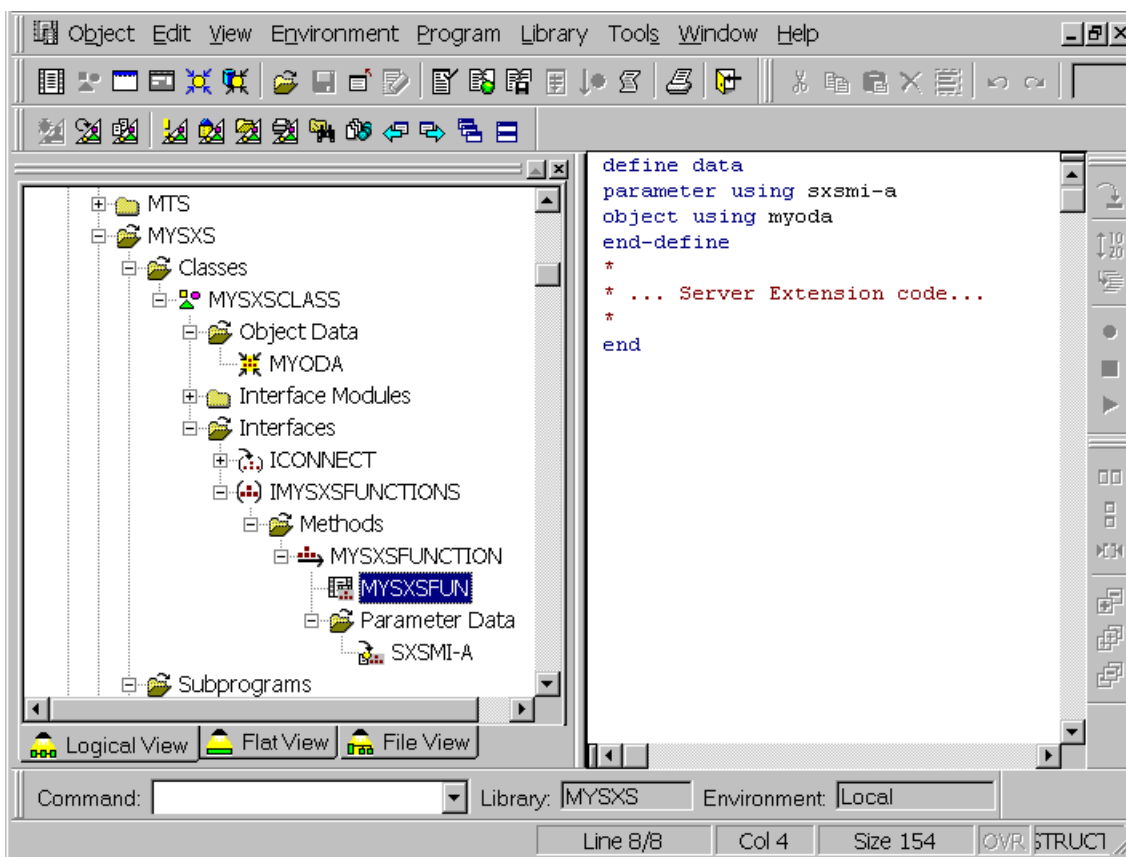 Object Edit View Environment Program Library Tools Window Help
MTS
MYSXS
Classes
MYSXSCLASS
Object Data
MYODA
Interface Modules
Interfaces
ICONNECT
IMYSXSFUNCTIONS
Methods
MYSXSFUNCTION
MYSXSFUN
Parameter Data
SXSMI-A
Subprograms
Logical View Flat View File View
define data
parameter using sxsmi-a
object using myoda
end-define
*
* ... Server Extension code...
*
end
10
20
Command: Library: MYSXS Environment: Local
Line 8/8 Col 4 Size 154 OVR STRUCT